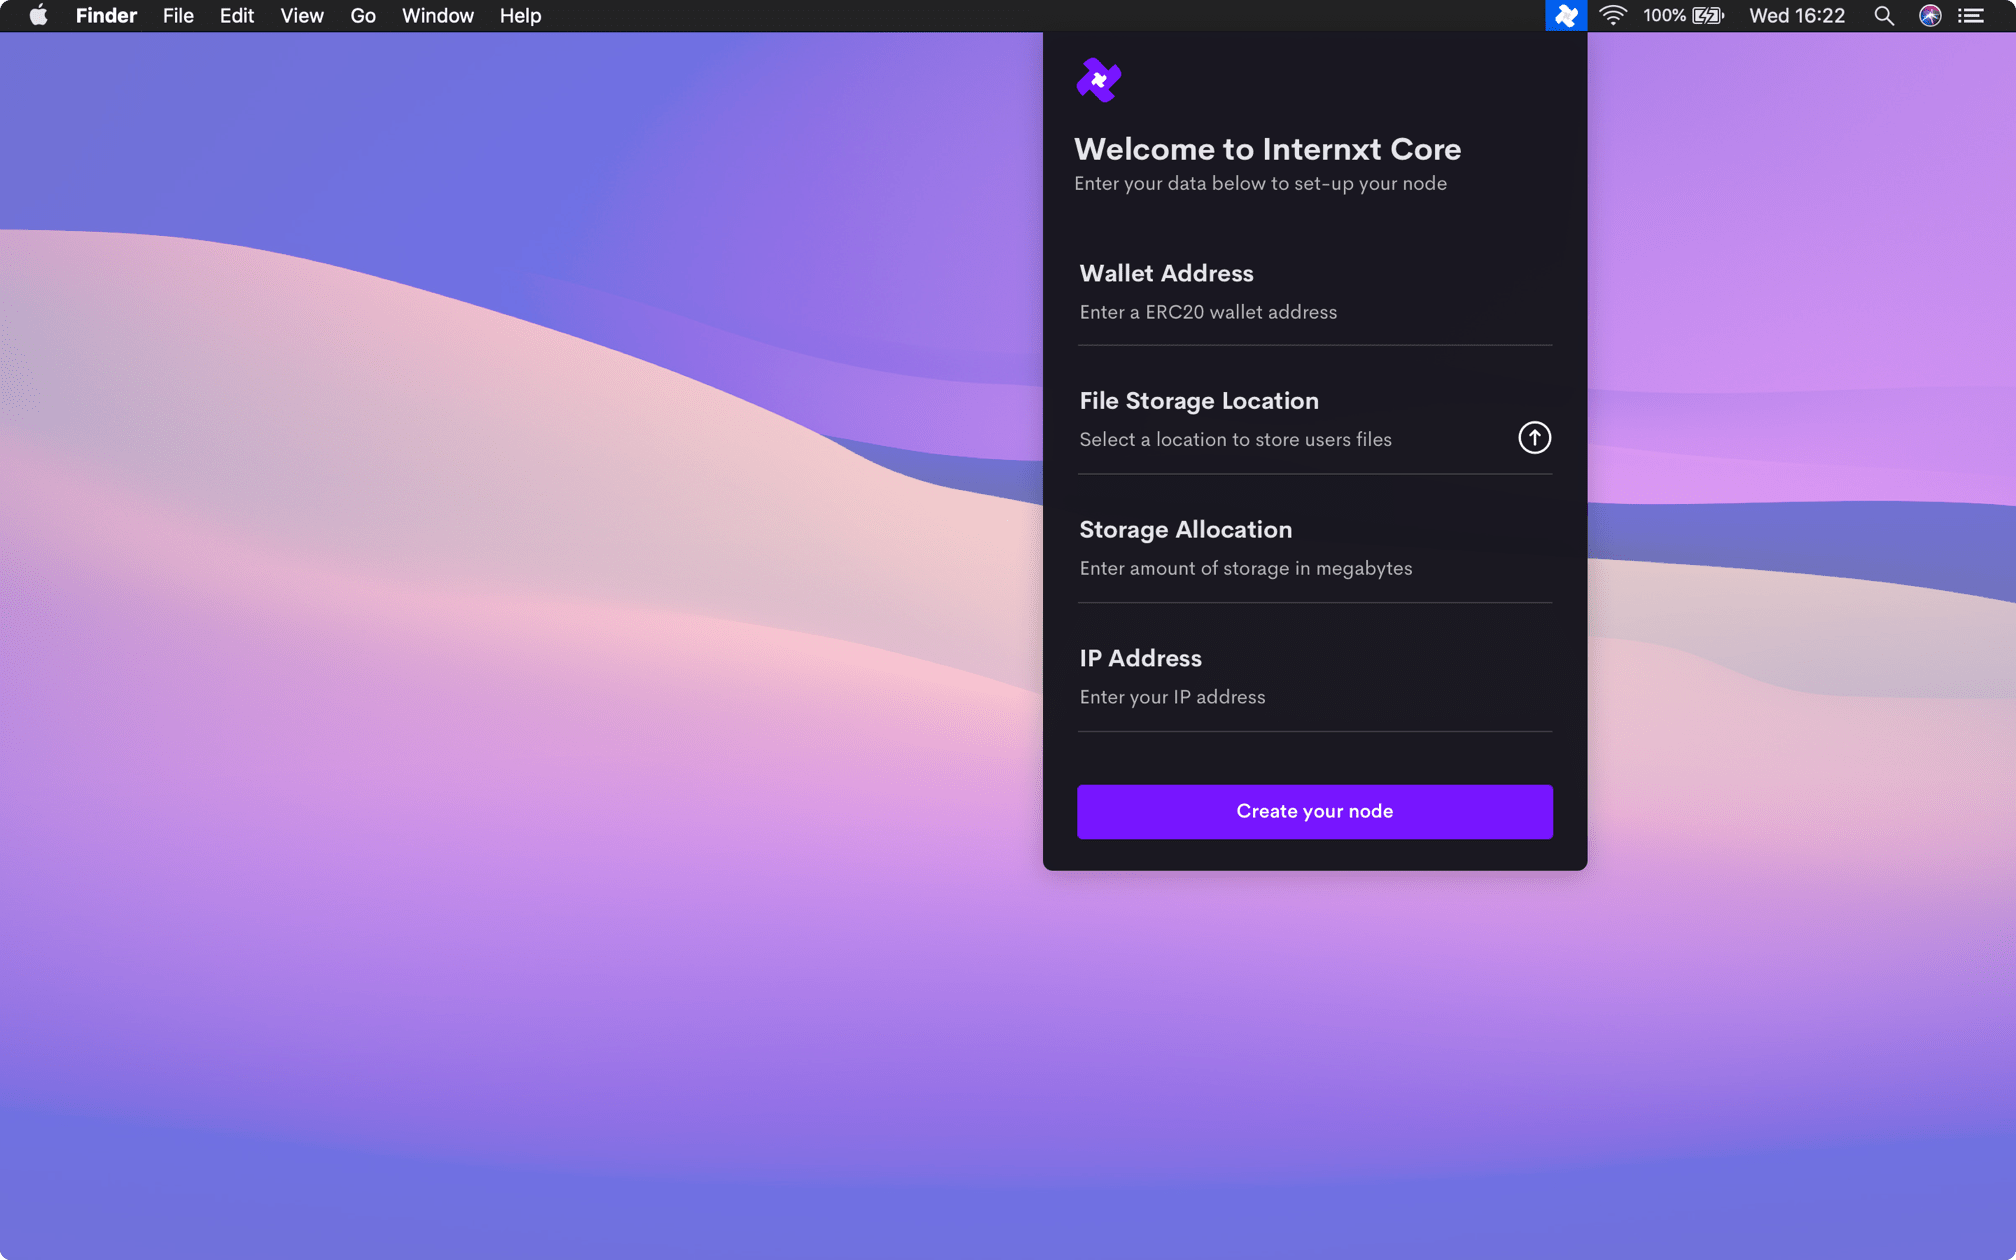 Finder File Edit View Go Window Help 100% Wed 16:22
Welcome to Internxt Core
Enter your data below to set-up your node
Wallet Address
Enter a ERC20 wallet address
File Storage Location
Select a location to store users files
Storage Allocation
Enter amount of storage in megabytes
IP Address
Enter your IP address
Create your node